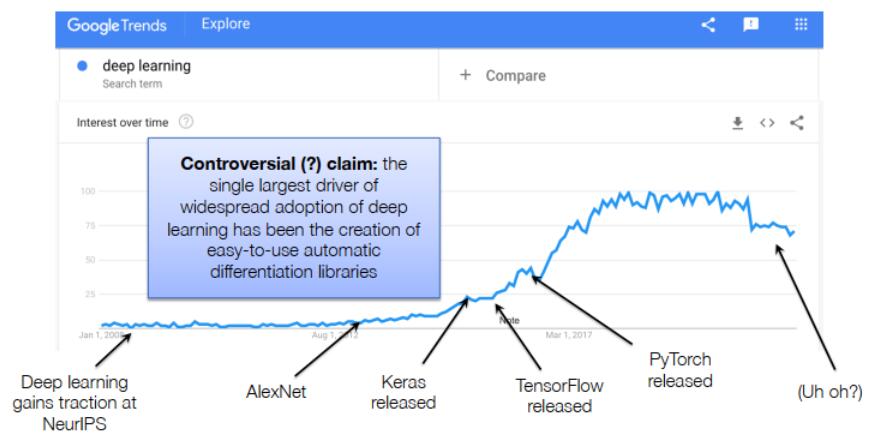 Google Trends Explore
deep learning
Search term
+ Compare
Interest over time ?
Controversial (?) claim: the
single largest driver of
widespread adoption of deep
learning has been the creation of
easy-to-use automatic
differentiation libraries
100
75
50
25
Note
Jan 1, 2008
Aug 1, 2012
Mar 1, 2017
Deep learning
gains traction at
NeurIPS
AlexNet
Keras
released
TensorFlow
released
PyTorch
released
(Uh oh?)